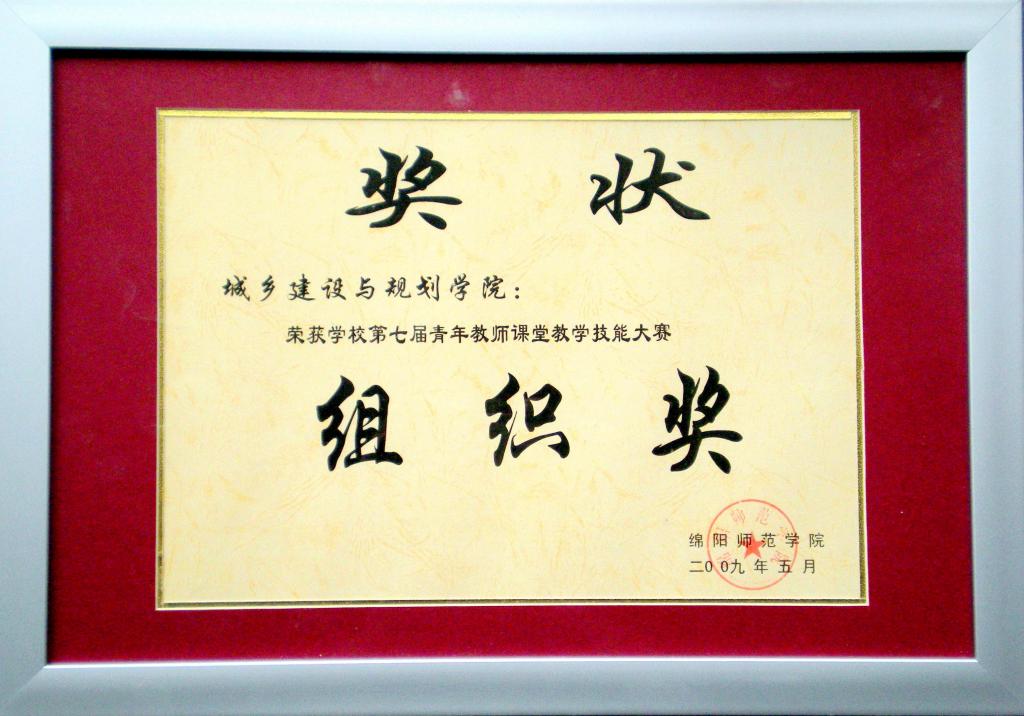 奖 状
城乡建设与规划学院：
荣获学校第七届青年教师课堂教学技能大赛
组 织 奖
绵阳师范学院
二00九年五月